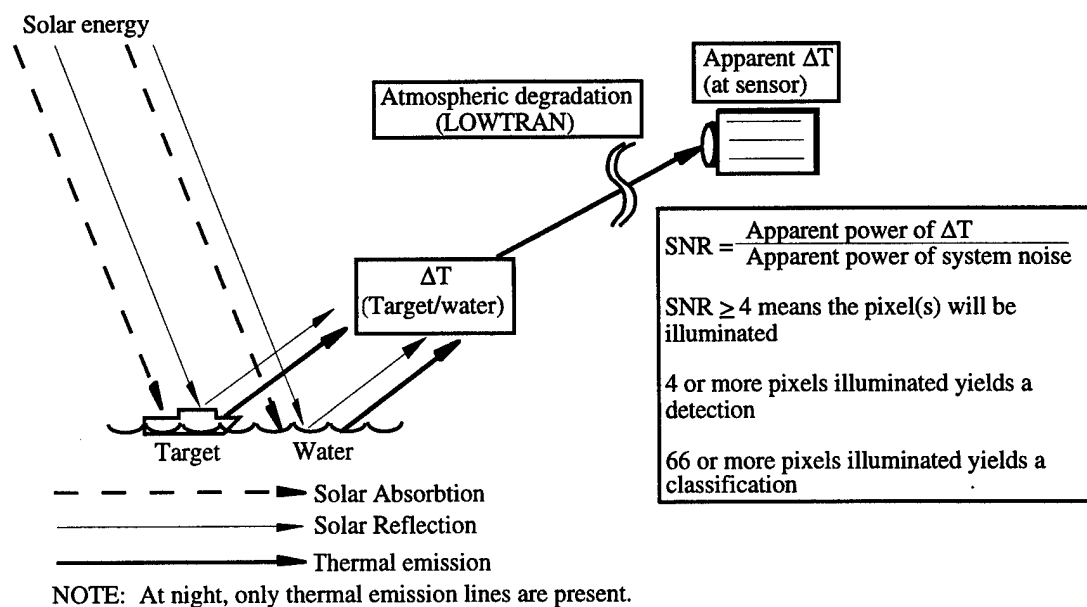 Solar energy
Apparent ΔT
(at sensor)
Atmospheric degradation
(LOWTRAN)
SNR = Apparent power of ΔT
Apparent power of system noise
SNR ≥ 4 means the pixel(s) will be
illuminated
4 or more pixels illuminated yields a
detection
66 or more pixels illuminated yields a
classification
ΔT
(Target/water)
Target
Water
Solar Absorbtion
Solar Reflection
Thermal emission
NOTE: At night, only thermal emission lines are present.